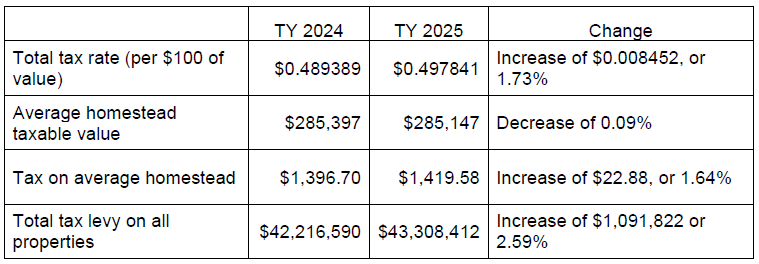 TY 2024 TY 2025 Change
Total tax rate (per $100 of
value) $0.489389 $0.497841 Increase of $0.008452, or
1.73%
Average homestead
taxable value $285,397 $285,147 Decrease of 0.09%
Tax on average homestead $1,396.70 $1,419.58 Increase of $22.88, or 1.64%
Total tax levy on all
properties $42,216,590 $43,308,412 Increase of $1,091,822 or
2.59%